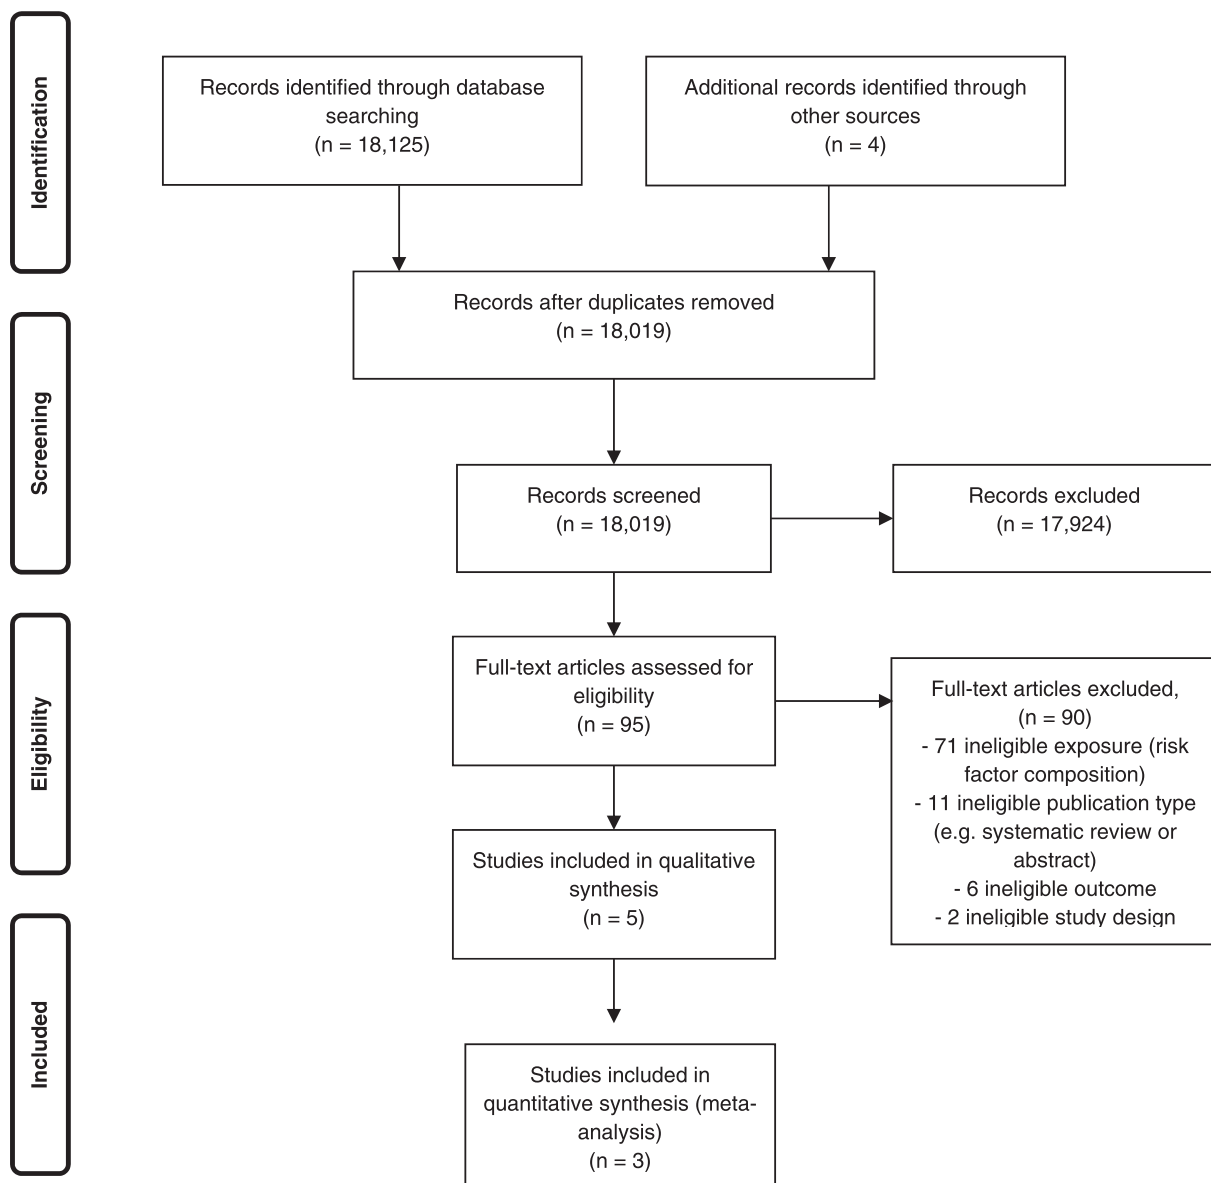 Identification
Records identified through database
searching
(n = 18,125)
Additional records identified through
other sources
(n = 4)
Records after duplicates removed
(n = 18,019)
Screening
Records screened
(n = 18,019)
Records excluded
(n = 17,924)
Eligibility
Full-text articles assessed for
eligibility
(n = 95)
Full-text articles excluded,
(n = 90)
- 71 ineligible exposure (risk
factor composition)
- 11 ineligible publication type
(e.g. systematic review or
abstract)
- 6 ineligible outcome
- 2 ineligible study design
Studies included in qualitative
synthesis
(n = 5)
Included
Studies included in
quantitative synthesis (meta-
analysis)
(n = 3)